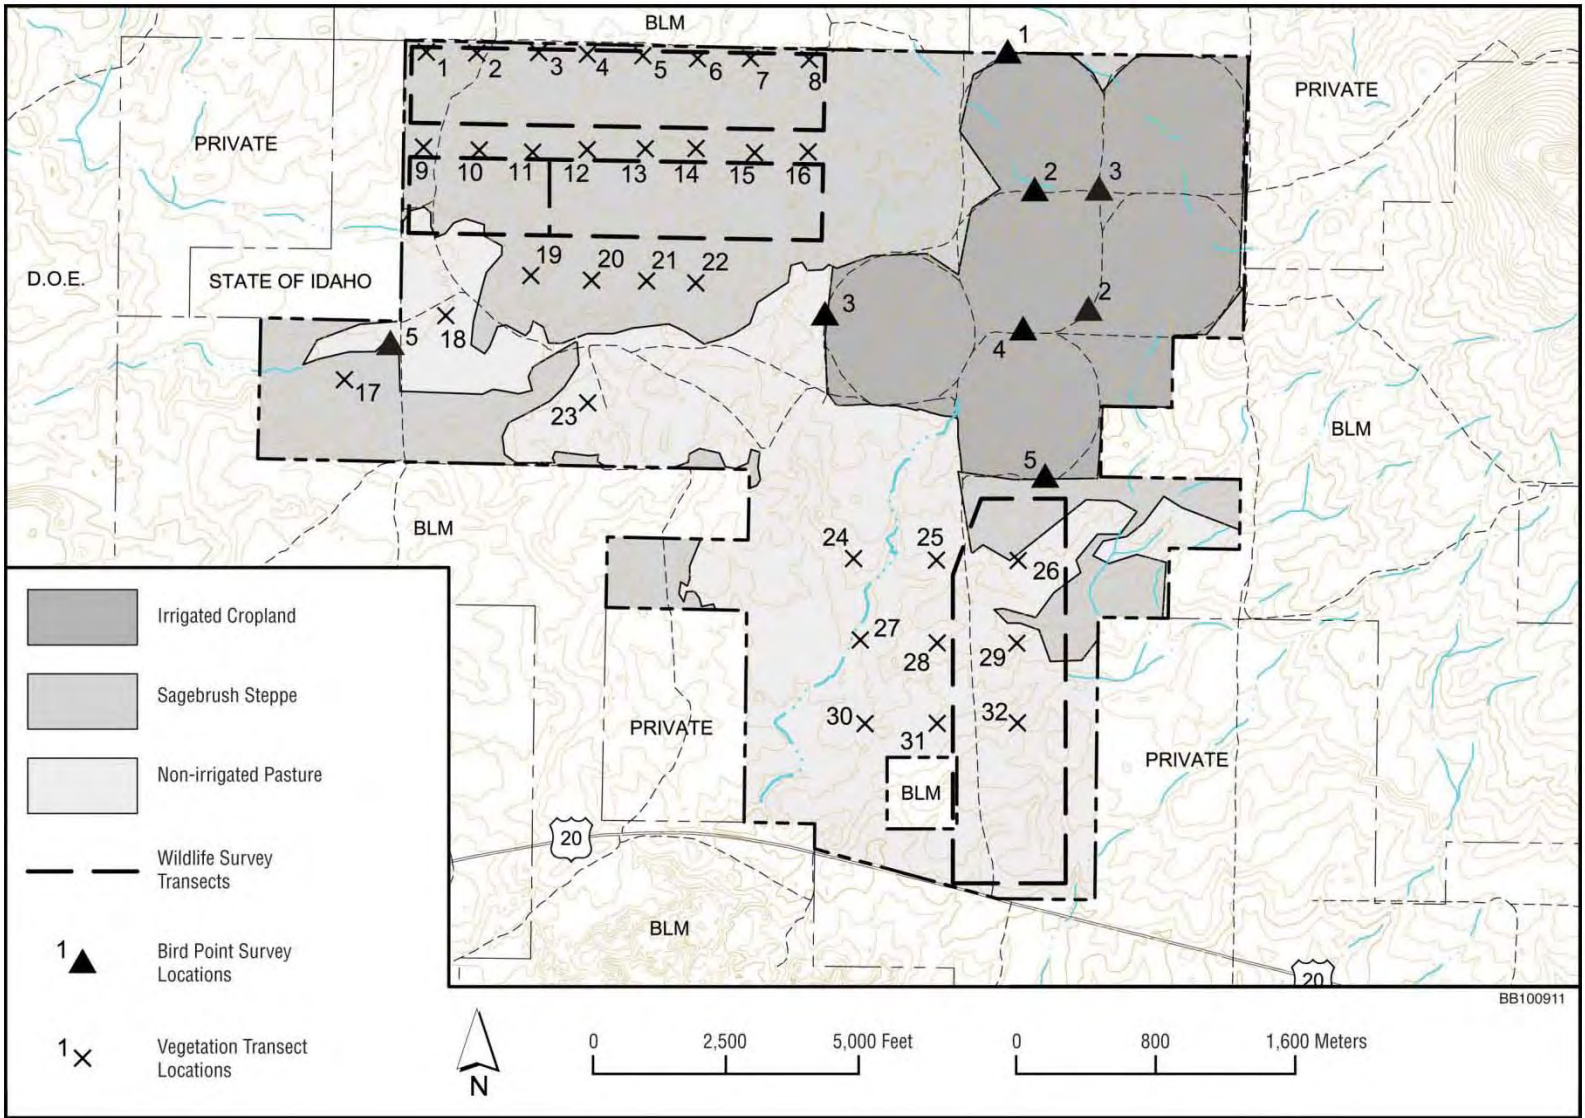 BLM
1
1 2 3 4 5 6 7 8
PRIVATE
PRIVATE
9 10 11 12 13 14 15 16
2 3
D.O.E.
STATE OF IDAHO
19 20 21 22
18
5
3
2
4
17
23
BLM
5
BLM
24 25
26
27
28
29
30
31
32
PRIVATE
PRIVATE
BLM
20
BLM
20
Irrigated Cropland
Sagebrush Steppe
Non-irrigated Pasture
Wildlife Survey
Transects
1
Bird Point Survey
Locations
1
Vegetation Transect
Locations
BB100911
N
0 2,500 5,000 Feet
0 800 1,600 Meters